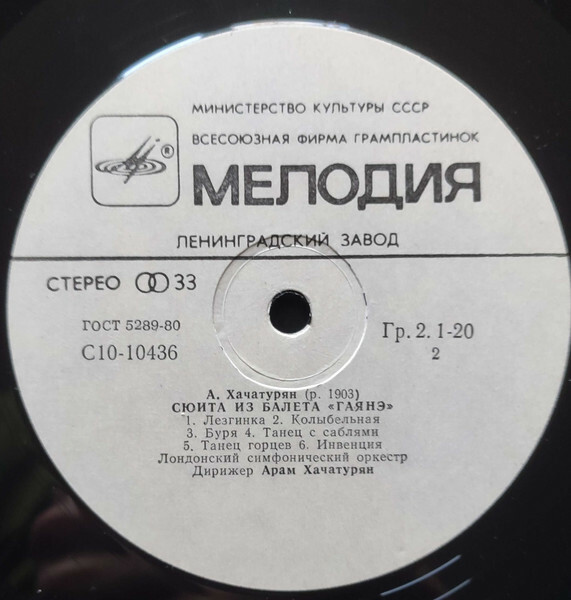 МИНИСТЕРСТВО КУЛЬТУРЫ СССР
ВСЕСОЮЗНАЯ ФИРМА ГРАМПЛАСТИНОК
®
МЕЛОДИЯ
ЛЕНИНГРАДСКИЙ ЗАВОД
СТЕРЕО 33
ГОСТ 5289-80
С10-10436
Гр. 2. 1-20
2
А. Хачатурян (р. 1903)
СЮИТА ИЗ БАЛЕТА «ГАЯНЭ»
1. Лезгинка 2. Колыбельная
3. Буря 4. Танец с саблями
5. Танец горцев 6. Инвенция
Лондонский симфонический оркестр
Дирижер Арам Хачатурян